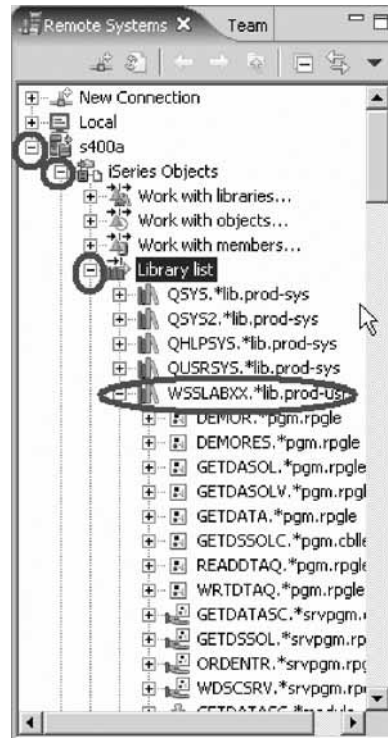 Remote Systems
Team
New Connection
Local
s400a
iSeries Objects
Work with libraries...
Work with objects...
Work with members...
Library list
QSYS.*lib.prod-sys
QSYS2.*lib.prod-sys
QHLPSYS.*lib.prod-sys
QUSRSYS.*lib.prod-sys
WSSLABXX.*lib.prod-usr
DEMOR.*pgm.rpgle
DEMORES.*pgm.rpgle
GETDASOL.*pgm.rpgle
GETDASOLV.*pgm.rpgl
GETDATA.*pgm.rpgle
GETDSSOLC.*pgm.cblle
READDTAQ.*pgm.rpgle
WRTDTAQ.*pgm.rpgle
GETDATASC.*srvpgm.
GETDSSOL.*srvpgm.rp
ORDENTR.*srvpgm.rpg
WDSCSRV.*srvpgm.rp